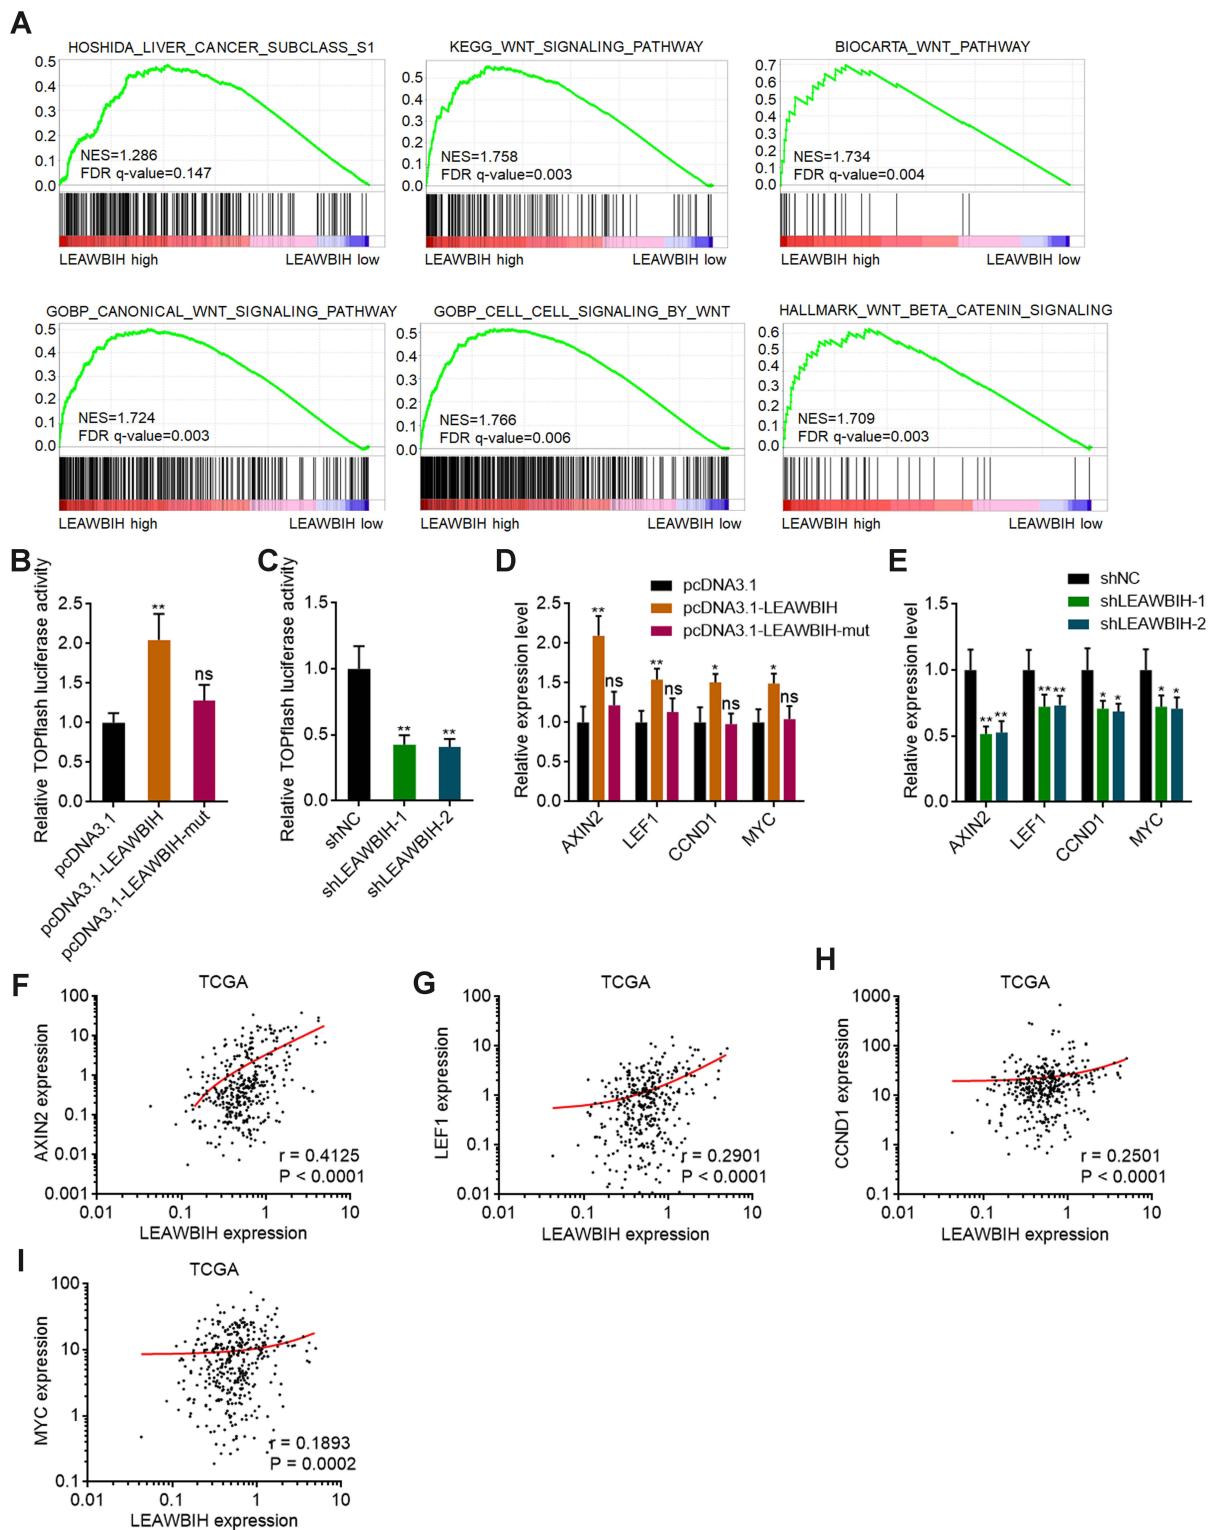 A
HOSHIDA_LIVER_CANCER_SUBCLASS_S1
0.5
0.4
0.3
0.2
0.1
0.0
NES=1.286
FDR q-value=0.147
LEAWBIH high
LEAWBIH low
KEGG_WNT_SIGNALING_PATHWAY
0.5
0.4
0.3
0.2
0.1
0.0
NES=1.758
FDR q-value=0.003
LEAWBIH high
LEAWBIH low
BIOCARTA_WNT_PATHWAY
0.7
0.6
0.5
0.4
0.3
0.2
0.1
0.0
NES=1.734
FDR q-value=0.004
LEAWBIH high
LEAWBIH low
GOBP_CANONICAL_WNT_SIGNALING_PATHWAY
0.5
0.4
0.3
0.2
0.1
0.0
NES=1.724
FDR q-value=0.003
LEAWBIH high
LEAWBIH low
GOBP_CELL_CELL_SIGNALING_BY_WNT
0.5
0.4
0.3
0.2
0.1
0.0
NES=1.766
FDR q-value=0.006
LEAWBIH high
LEAWBIH low
HALLMARK_WNT_BETA_CATENIN_SIGNALING
0.6
0.5
0.4
0.3
0.2
0.1
0.0
NES=1.709
FDR q-value=0.003
LEAWBIH high
LEAWBIH low
B
Relative TOPflash luciferase activity
2.5
2.0
1.5
1.0
0.5
0.0
**
ns
pcDNA3.1
pcDNA3.1-LEAWBIH
pcDNA3.1-LEAWBIH-mut
C
Relative TOPflash luciferase activity
1.5
1.0
0.5
0.0
**
**
shNC
shLEAWBIH-1
shLEAWBIH-2
D
pcDNA3.1
pcDNA3.1-LEAWBIH
pcDNA3.1-LEAWBIH-mut
Relative expression level
2.5
2.0
1.5
1.0
0.5
0.0
**
ns
**
ns
*
ns
*
ns
AXIN2
LEF1
CCND1
MYC
E
shNC
shLEAWBIH-1
shLEAWBIH-2
Relative expression level
1.5
1.0
0.5
0.0
**
**
**
**
*
*
*
*
AXIN2
LEF1
CCND1
MYC
F
TCGA
AXIN2 expression
100
10
1
0.1
0.01
0.001
r = 0.4125
P < 0.0001
0.01
0.1
1
10
LEAWBIH expression
G
TCGA
LEF1 expression
100
10
1
0.1
0.01
r = 0.2901
P < 0.0001
0.01
0.1
1
10
LEAWBIH expression
H
TCGA
CCND1 expression
1000
100
10
1
0.1
r = 0.2501
P < 0.0001
0.01
0.1
1
10
LEAWBIH expression
I
TCGA
MYC expression
100
10
1
0.1
r = 0.1893
P = 0.0002
0.01
0.1
1
10
LEAWBIH expression